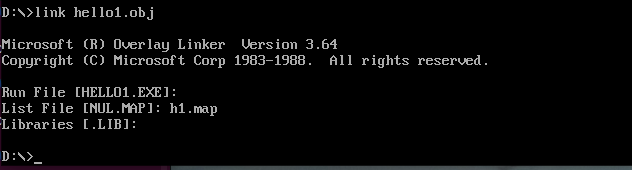 D:\>link hello1.obj
Microsoft (R) Overlay Linker  Version 3.64
Copyright (C) Microsoft Corp 1983-1988.  All rights reserved.
Run File [HELLO1.EXE]:
List File [NUL.MAP]: h1.map
Libraries [.LIB]:
D:\>_